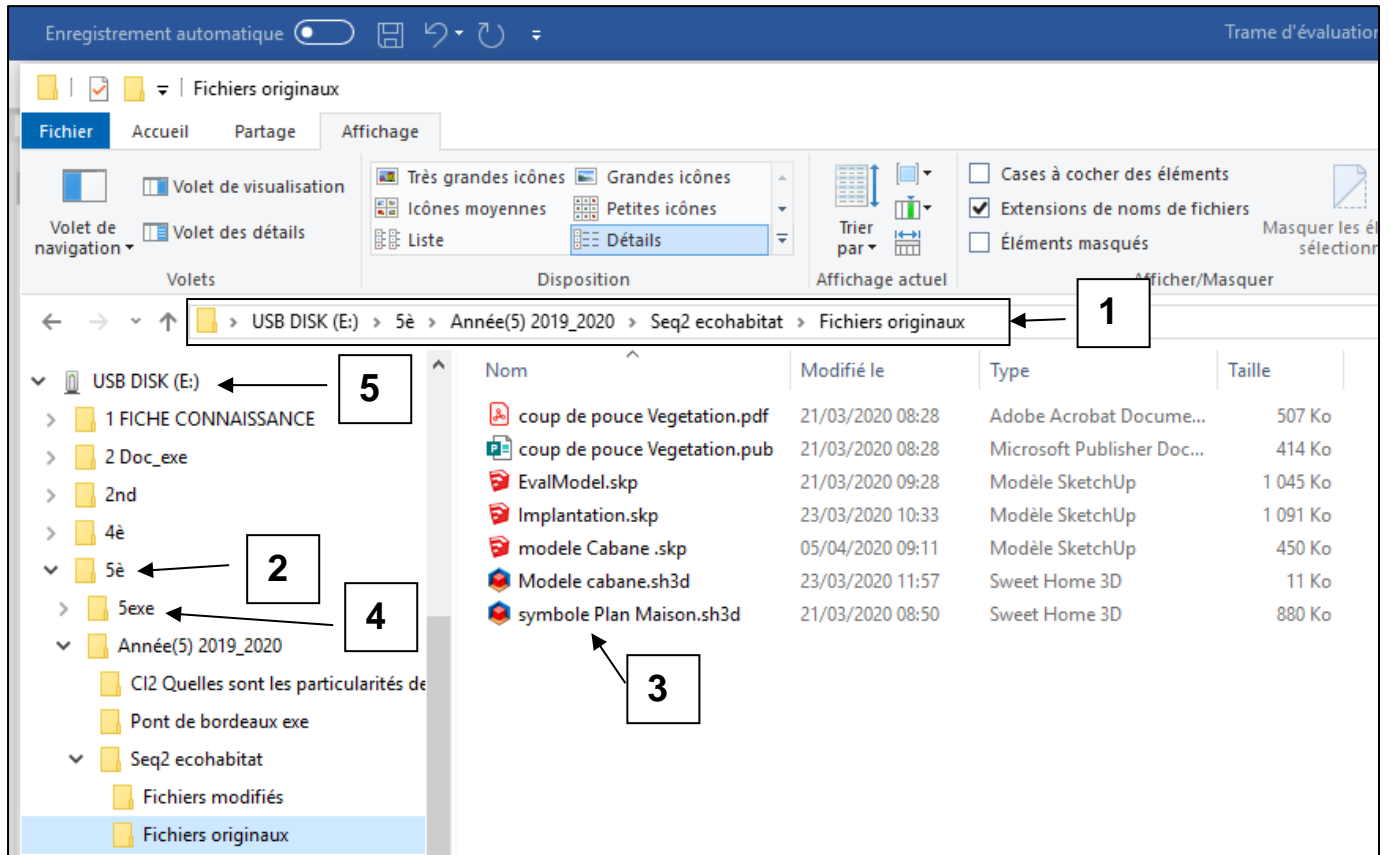 Enregistrement automatique Trame d'évaluation
Fichiers originaux
Fichier Accueil Partage Affichage
Volet de navigation
Volet de visualisation
Volet des détails
Volets
Très grandes icônes Grandes icônes
Icônes moyennes Petites icônes
Liste Détails
Disposition
Trier par
Affichage actuel
Cases à cocher des éléments
Extensions de noms de fichiers
Éléments masqués
Masquer les él
sélectionn
Afficher/Masquer
USB DISK (E:) > 5è > Année(5) 2019_2020 > Seq2 ecohabitat > Fichiers originaux
1
USB DISK (E:)
5
1 FICHE CONNAISSANCE
2 Doc_exe
2nd
4è
5è
2
5exe
4
Année(5) 2019_2020
CI2 Quelles sont les particularités de
Pont de bordeaux exe
Seq2 ecohabitat
Fichiers modifiés
Fichiers originaux
Nom Modifié le Type Taille
coup de pouce Vegetation.pdf 21/03/2020 08:28 Adobe Acrobat Docume... 507 Ko
coup de pouce Vegetation.pub 21/03/2020 08:28 Microsoft Publisher Doc... 414 Ko
EvalModel.skp 21/03/2020 09:28 Modèle SketchUp 1 045 Ko
Implantation.skp 23/03/2020 10:33 Modèle SketchUp 1 091 Ko
modele Cabane .skp 05/04/2020 09:11 Modèle SketchUp 450 Ko
Modele cabane.sh3d 23/03/2020 11:57 Sweet Home 3D 11 Ko
symbole Plan Maison.sh3d 21/03/2020 08:50 Sweet Home 3D 880 Ko
3